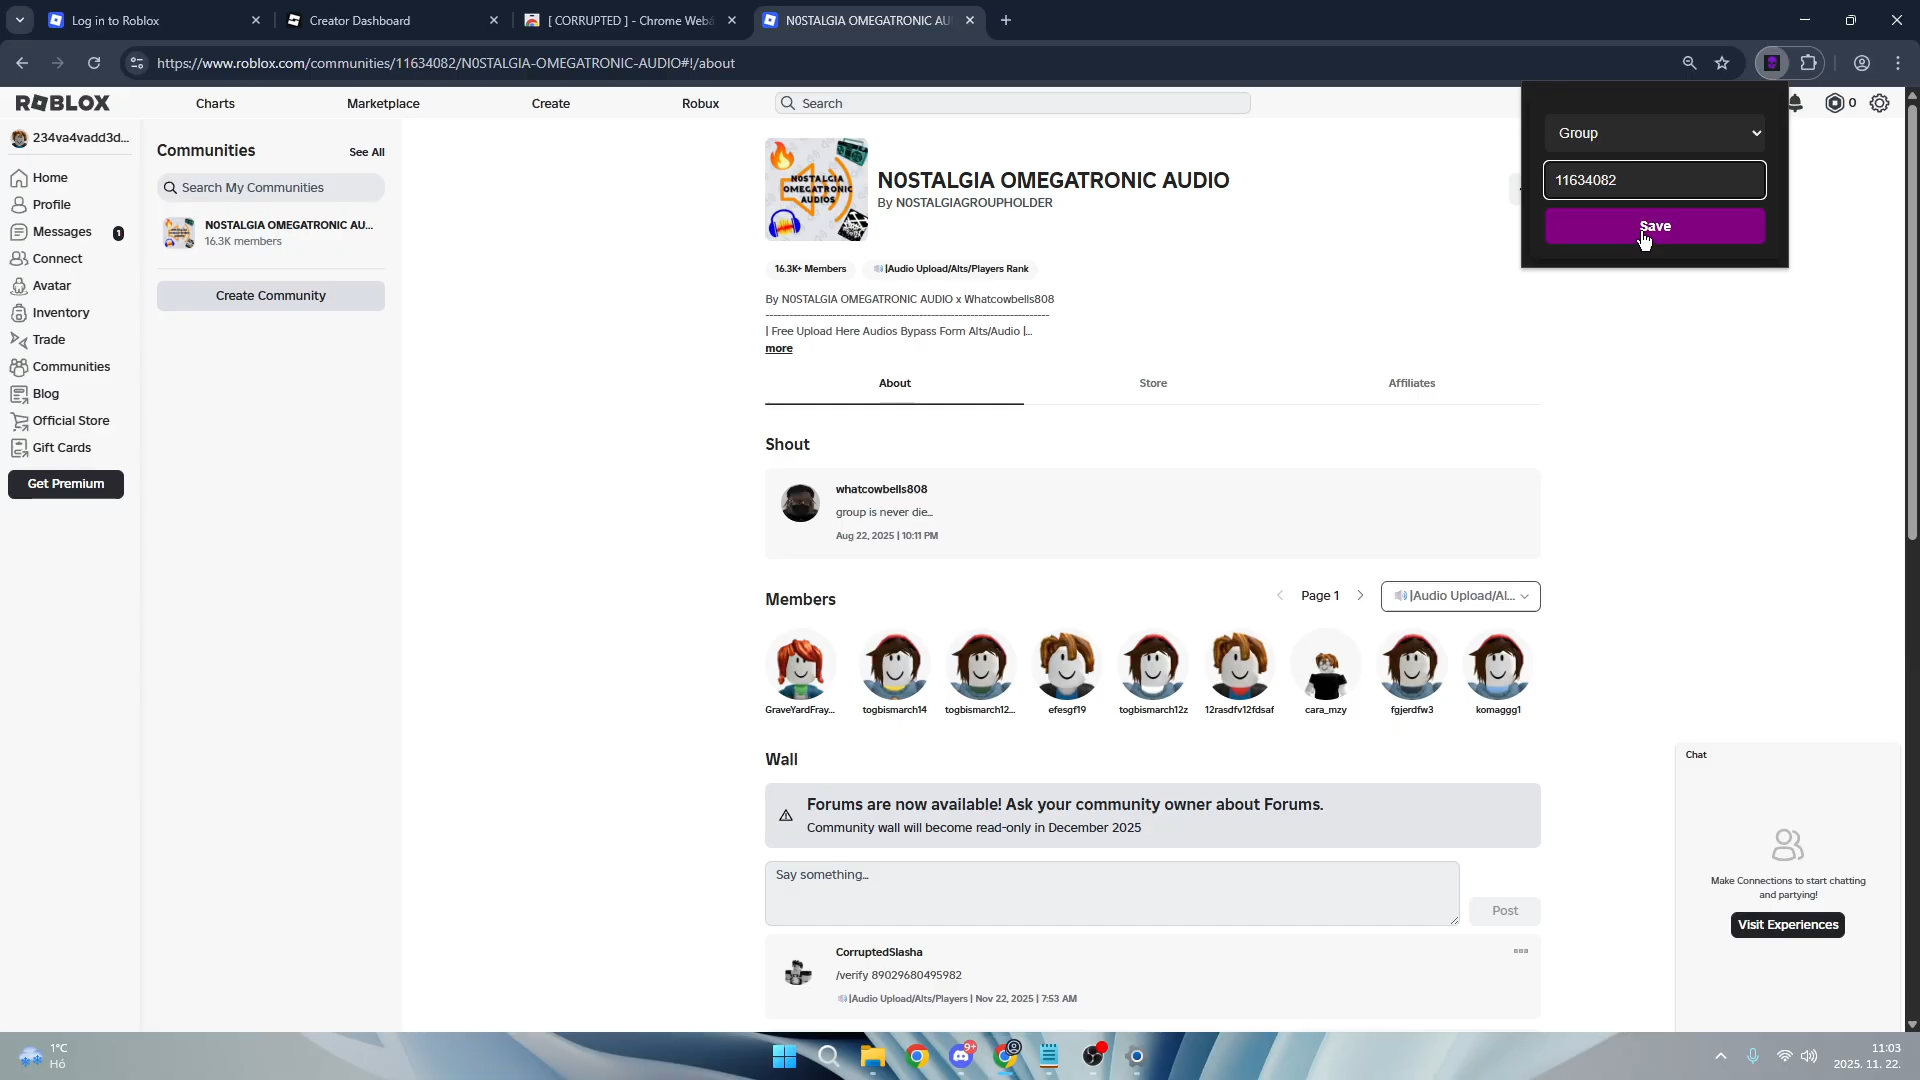 Log in to Roblox
Creator Dashboard
[ CORRUPTED ] - Chrome Web
N0STALGIA OMEGATRONIC AU
https://www.roblox.com/communities/11634082/N0STALGIA-OMEGATRONIC-AUDIO#!/about
ROBLOX
Charts
Marketplace
Create
Robux
Search
0
Group
11634082
Save
234va4vadd3d...
Home
Profile
Messages
1
Connect
Avatar
Inventory
Trade
Communities
Blog
Official Store
Gift Cards
Get Premium
Communities
See All
Search My Communities
N0STALGIA OMEGATRONIC AU...
16.3K members
Create Community
N0STALGIA
OMEGATRONIC
AUDIOS
N0STALGIA OMEGATRONIC AUDIO
By N0STALGIAGROUPHOLDER
16.3K+ Members
🔊|Audio Upload/Alts/Players Rank
By N0STALGIA OMEGATRONIC AUDIO x Whatcowbells808
-----------------------------------------------------------------------
| Free Upload Here Audios Bypass Form Alts/Audio |...
more
About
Store
Affiliates
Shout
whatcowbells808
group is never die...
Aug 22, 2025 | 10:11 PM
Members
Page 1
🔊|Audio Upload/Al...
GraveYardFray...
togbismarch14
togbismarch12...
efesgf19
togbismarch12z
12rasdfv12fdsaf
cara_mzy
fgjerdfw3
komaggg1
Wall
Forums are now available! Ask your community owner about Forums.
Community wall will become read-only in December 2025
Say something...
Post
CorruptedSlasha
/verify 89029680495982
🔊|Audio Upload/Alts/Players | Nov 22, 2025 | 7:53 AM
Chat
Make Connections to start chatting
and partying!
Visit Experiences
1°C
Hó
9+
11:03
2025. 11. 22.